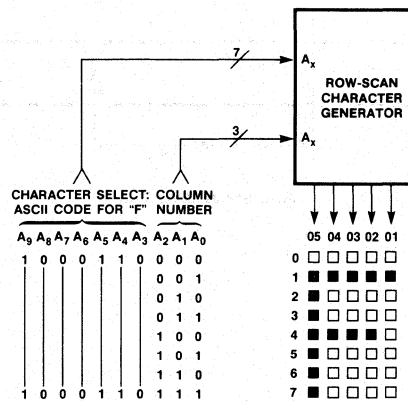 7
Ax
ROW-SCAN
CHARACTER
GENERATOR
3
Ax
CHARACTER SELECT: COLUMN
ASCII CODE FOR "F" NUMBER
A9 A8 A7 A6 A5 A4 A3 A2 A1 A0 05 04 03 02 01
1 0 0 0 1 1 0 0 0 0 0
0 0 1 1
0 1 0 2
0 1 1 3
1 0 0 4
1 0 1 5
1 1 0 6
1 0 0 0 1 1 0 1 1 1 7